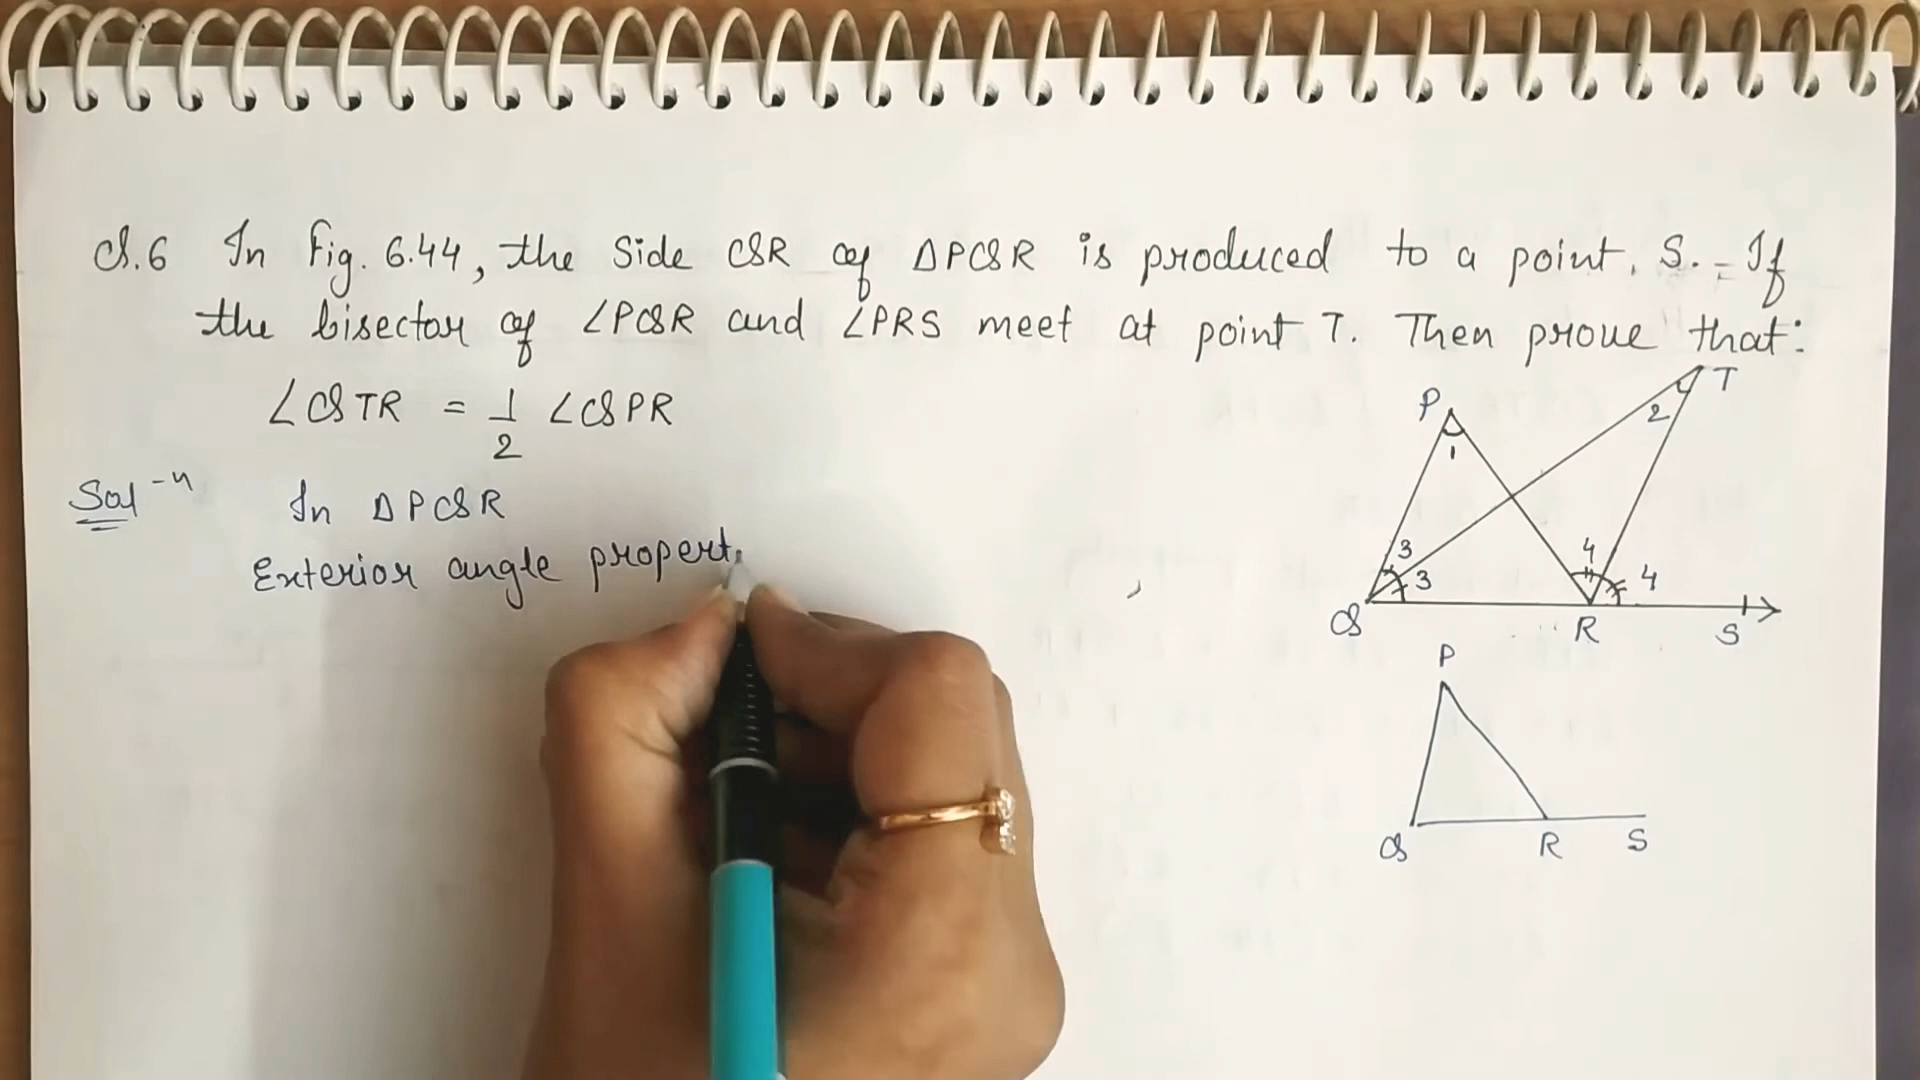 Q.6 In Fig. 6.44, the Side QR of ΔPQR is produced to a point, S. If
the bisector of ∠PQR and ∠PRS meet at point T. Then prove that:
∠QTR = 1/2 ∠QPR
Sol-n In ΔPQR
Exterior angle propert
P
T
1
2
3
3
4
4
Q
R
S
P
Q
R
S